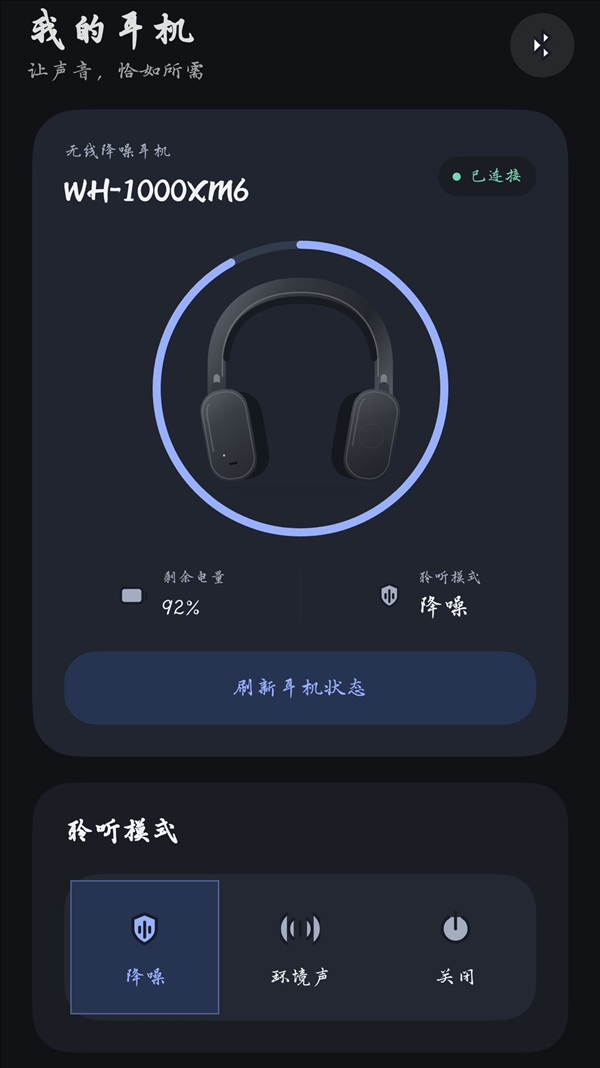 我的耳机
让声音，恰如所需
无线降噪耳机
WH-1000XM6
已连接
剩余电量
92%
聆听模式
降噪
刷新耳机状态
聆听模式
降噪
环境声
关闭